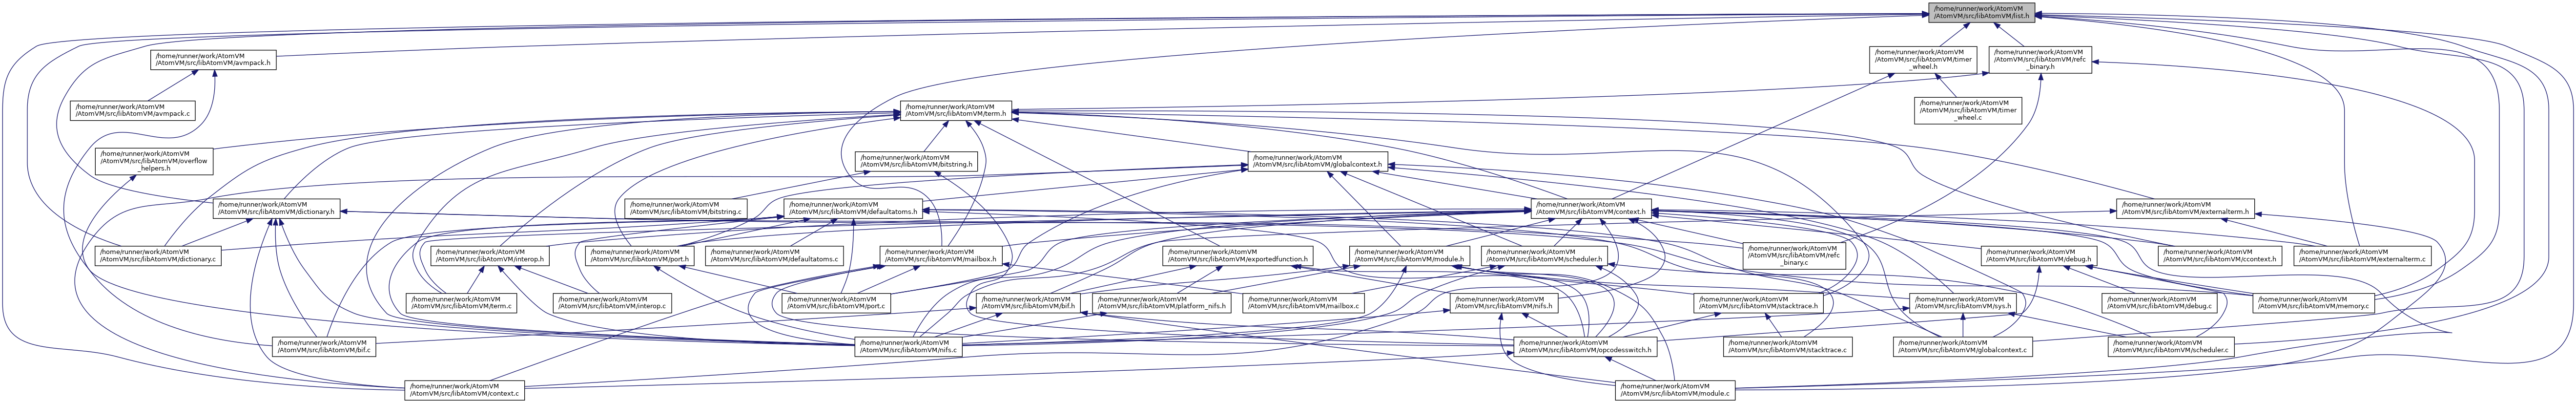 /home/runner/work/AtomVM
/AtomVM/src/libAtomVM/list.h
/home/runner/work/AtomVM
/AtomVM/src/libAtomVM/avmpack.h
/home/runner/work/AtomVM
/AtomVM/src/libAtomVM/timer
_wheel.h
/home/runner/work/AtomVM
/AtomVM/src/libAtomVM/refc
_binary.h
/home/runner/work/AtomVM
/AtomVM/src/libAtomVM/avmpack.c
/home/runner/work/AtomVM
/AtomVM/src/libAtomVM/term.h
/home/runner/work/AtomVM
/AtomVM/src/libAtomVM/timer
_wheel.c
/home/runner/work/AtomVM
/AtomVM/src/libAtomVM/overflow
_helpers.h
/home/runner/work/AtomVM
/AtomVM/src/libAtomVM/bitstring.h
/home/runner/work/AtomVM
/AtomVM/src/libAtomVM/globalcontext.h
/home/runner/work/AtomVM
/AtomVM/src/libAtomVM/dictionary.h
/home/runner/work/AtomVM
/AtomVM/src/libAtomVM/bitstring.c
/home/runner/work/AtomVM
/AtomVM/src/libAtomVM/defaultatoms.h
/home/runner/work/AtomVM
/AtomVM/src/libAtomVM/context.h
/home/runner/work/AtomVM
/AtomVM/src/libAtomVM/externalterm.h
/home/runner/work/AtomVM
/AtomVM/src/libAtomVM/dictionary.c
/home/runner/work/AtomVM
/AtomVM/src/libAtomVM/interop.h
/home/runner/work/AtomVM
/AtomVM/src/libAtomVM/port.h
/home/runner/work/AtomVM
/AtomVM/src/libAtomVM/defaultatoms.c
/home/runner/work/AtomVM
/AtomVM/src/libAtomVM/mailbox.h
/home/runner/work/AtomVM
/AtomVM/src/libAtomVM/exportedfunction.h
/home/runner/work/AtomVM
/AtomVM/src/libAtomVM/module.h
/home/runner/work/AtomVM
/AtomVM/src/libAtomVM/scheduler.h
/home/runner/work/AtomVM
/AtomVM/src/libAtomVM/refc
_binary.c
/home/runner/work/AtomVM
/AtomVM/src/libAtomVM/debug.h
/home/runner/work/AtomVM
/AtomVM/src/libAtomVM/context.h
/home/runner/work/AtomVM
/AtomVM/src/libAtomVM/externalterm.c
/home/runner/work/AtomVM
/AtomVM/src/libAtomVM/term.c
/home/runner/work/AtomVM
/AtomVM/src/libAtomVM/interop.c
/home/runner/work/AtomVM
/AtomVM/src/libAtomVM/port.c
/home/runner/work/AtomVM
/AtomVM/src/libAtomVM/bif.h
/home/runner/work/AtomVM
/AtomVM/src/libAtomVM/platform_nifs.h
/home/runner/work/AtomVM
/AtomVM/src/libAtomVM/mailbox.c
/home/runner/work/AtomVM
/AtomVM/src/libAtomVM/nifs.h
/home/runner/work/AtomVM
/AtomVM/src/libAtomVM/stacktrace.h
/home/runner/work/AtomVM
/AtomVM/src/libAtomVM/sys.h
/home/runner/work/AtomVM
/AtomVM/src/libAtomVM/debug.c
/home/runner/work/AtomVM
/AtomVM/src/libAtomVM/memory.c
/home/runner/work/AtomVM
/AtomVM/src/libAtomVM/bif.c
/home/runner/work/AtomVM
/AtomVM/src/libAtomVM/nifs.c
/home/runner/work/AtomVM
/AtomVM/src/libAtomVM/opcodesswitch.h
/home/runner/work/AtomVM
/AtomVM/src/libAtomVM/stacktrace.c
/home/runner/work/AtomVM
/AtomVM/src/libAtomVM/globalcontext.c
/home/runner/work/AtomVM
/AtomVM/src/libAtomVM/scheduler.c
/home/runner/work/AtomVM
/AtomVM/src/libAtomVM/context.c
/home/runner/work/AtomVM
/AtomVM/src/libAtomVM/module.c